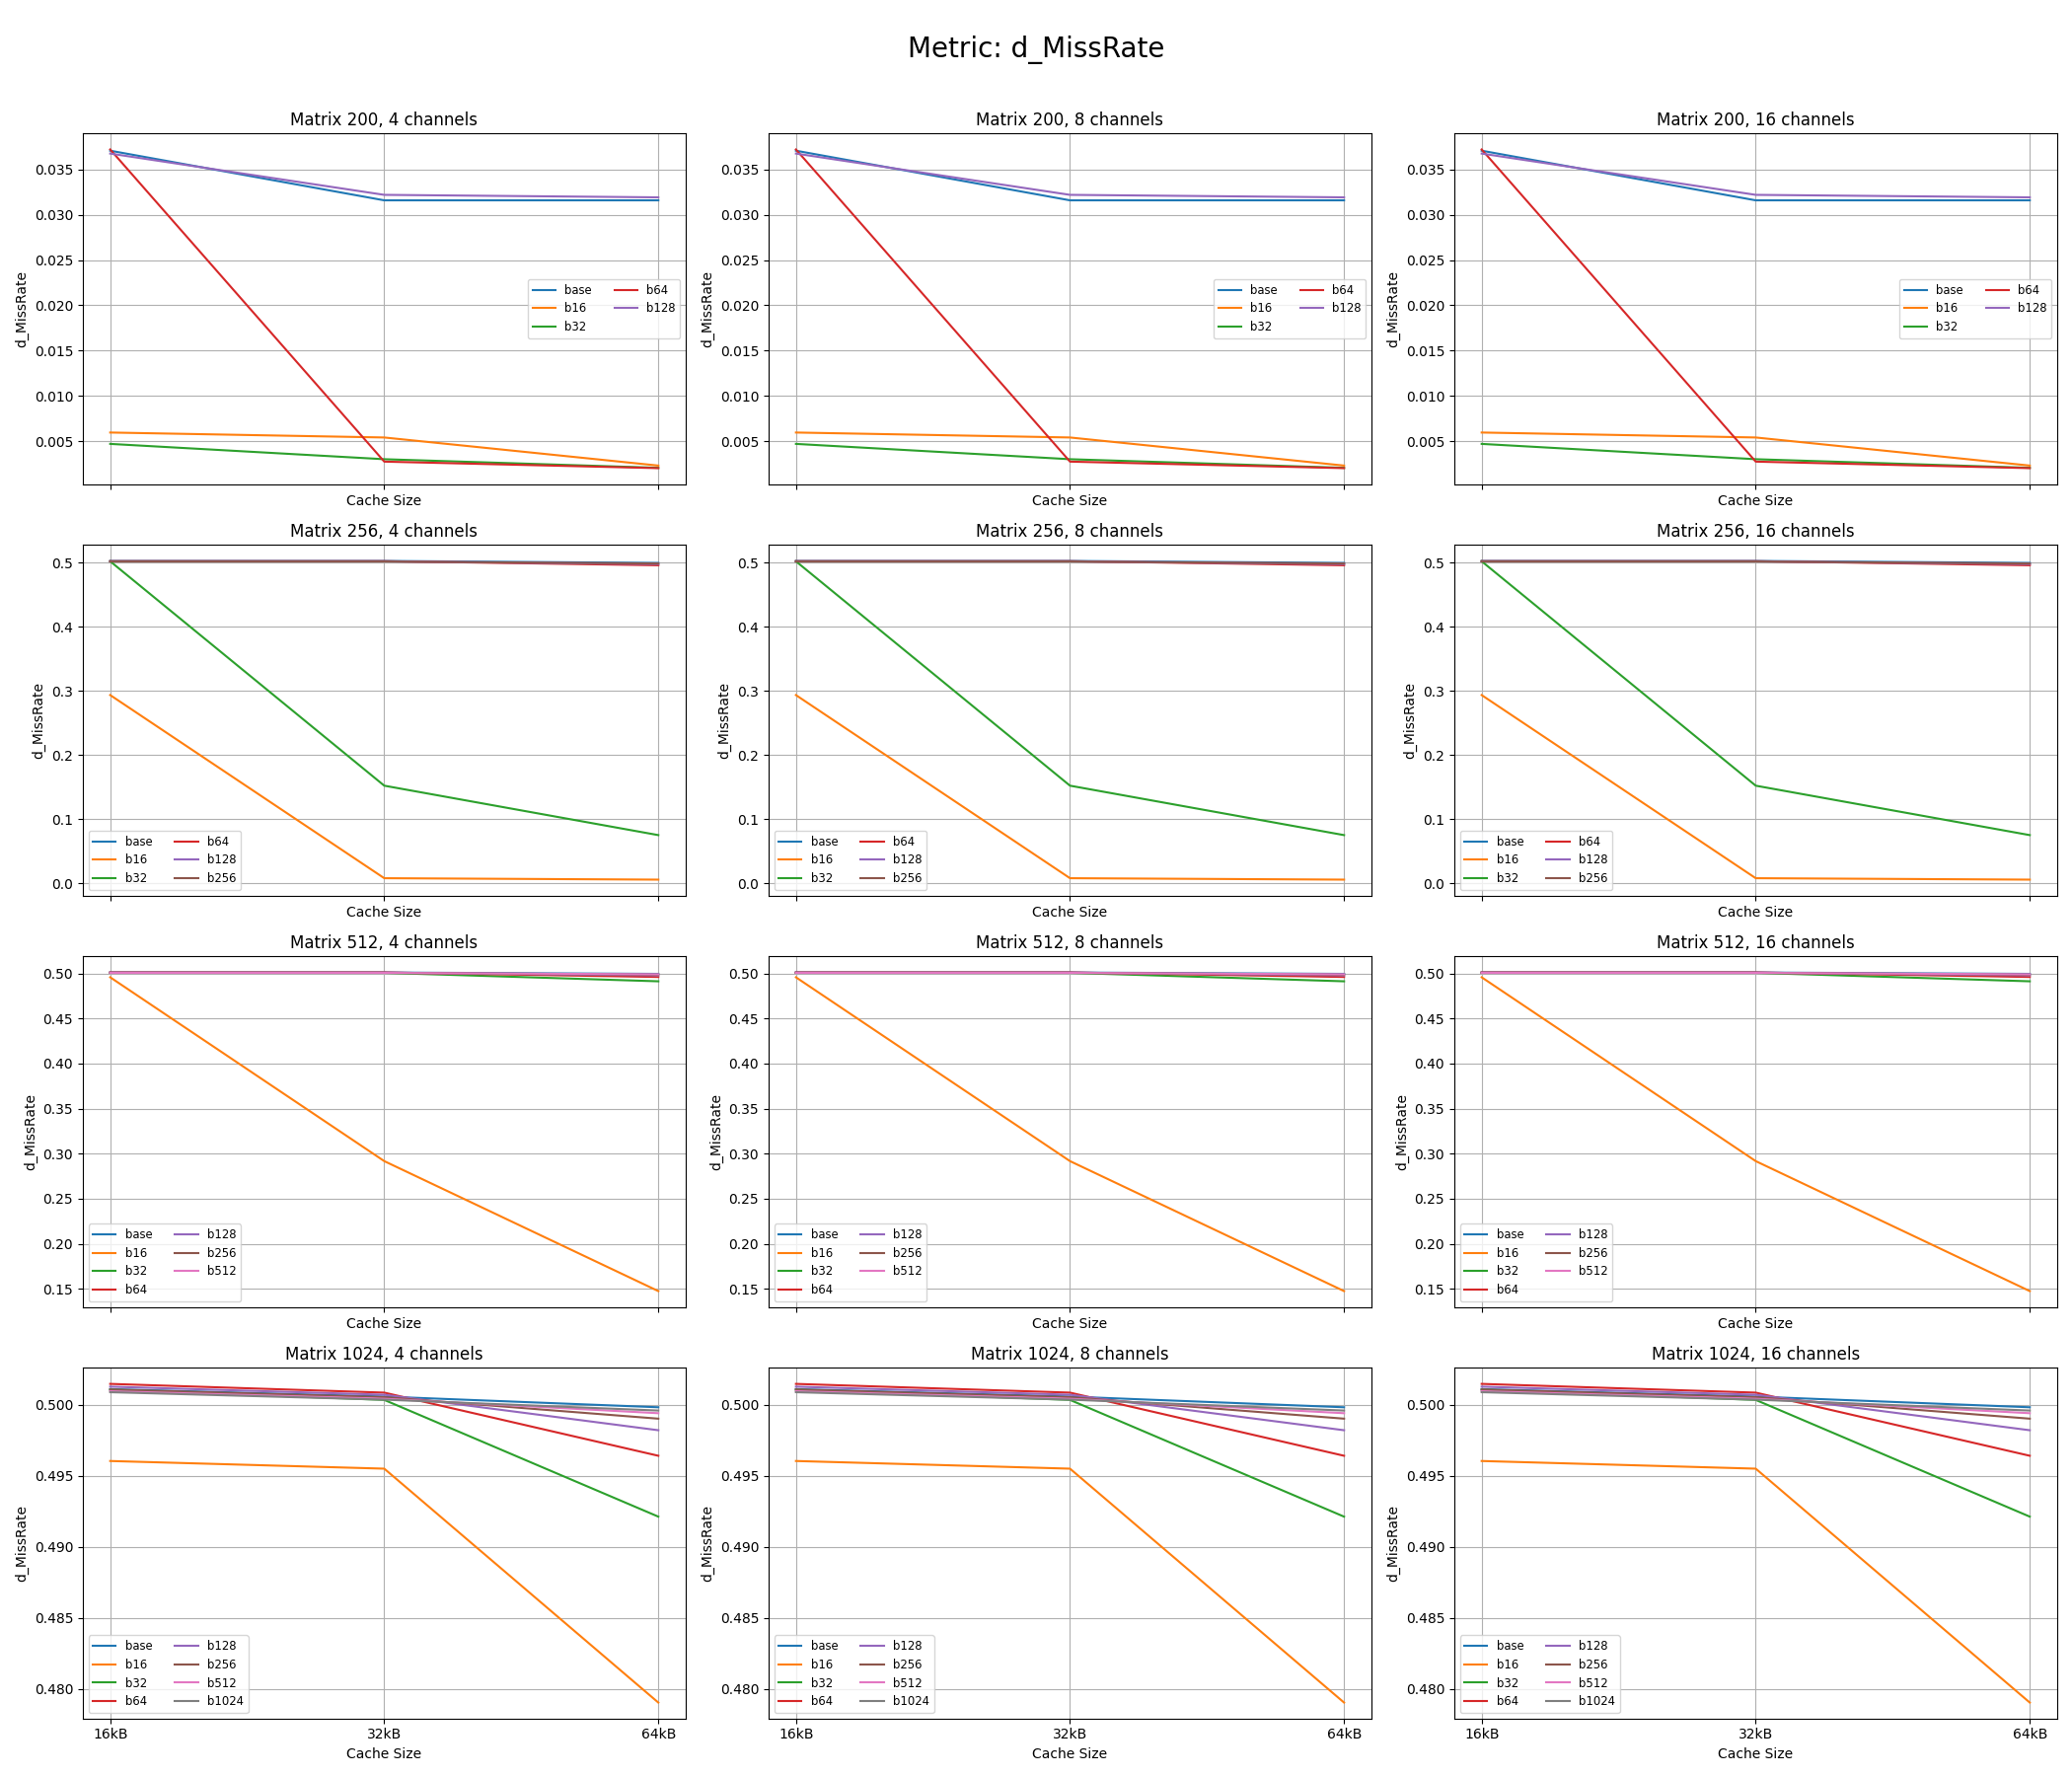 Metric: d_MissRate
Matrix 200, 4 channels
0.035
0.030
0.025
0.020
0.015
0.010
0.005
d_MissRate
base b64
b16 b128
b32
Cache Size
Matrix 200, 8 channels
0.035
0.030
0.025
0.020
0.015
0.010
0.005
d_MissRate
base b64
b16 b128
b32
Cache Size
Matrix 200, 16 channels
0.035
0.030
0.025
0.020
0.015
0.010
0.005
d_MissRate
base b64
b16 b128
b32
Cache Size
Matrix 256, 4 channels
0.5
0.4
0.3
0.2
0.1
0.0
d_MissRate
base b64
b16 b128
b32 b256
Cache Size
Matrix 256, 8 channels
0.5
0.4
0.3
0.2
0.1
0.0
d_MissRate
base b64
b16 b128
b32 b256
Cache Size
Matrix 256, 16 channels
0.5
0.4
0.3
0.2
0.1
0.0
d_MissRate
base b64
b16 b128
b32 b256
Cache Size
Matrix 512, 4 channels
0.50
0.45
0.40
0.35
0.30
0.25
0.20
0.15
d_MissRate
base b128
b16 b256
b32 b512
b64
Cache Size
Matrix 512, 8 channels
0.50
0.45
0.40
0.35
0.30
0.25
0.20
0.15
d_MissRate
base b128
b16 b256
b32 b512
b64
Cache Size
Matrix 512, 16 channels
0.50
0.45
0.40
0.35
0.30
0.25
0.20
0.15
d_MissRate
base b128
b16 b256
b32 b512
b64
Cache Size
Matrix 1024, 4 channels
0.500
0.495
0.490
0.485
0.480
d_MissRate
base b128
b16 b256
b32 b512
b64 b1024
16kB 32kB 64kB
Cache Size
Matrix 1024, 8 channels
0.500
0.495
0.490
0.485
0.480
d_MissRate
base b128
b16 b256
b32 b512
b64 b1024
16kB 32kB 64kB
Cache Size
Matrix 1024, 16 channels
0.500
0.495
0.490
0.485
0.480
d_MissRate
base b128
b16 b256
b32 b512
b64 b1024
16kB 32kB 64kB
Cache Size